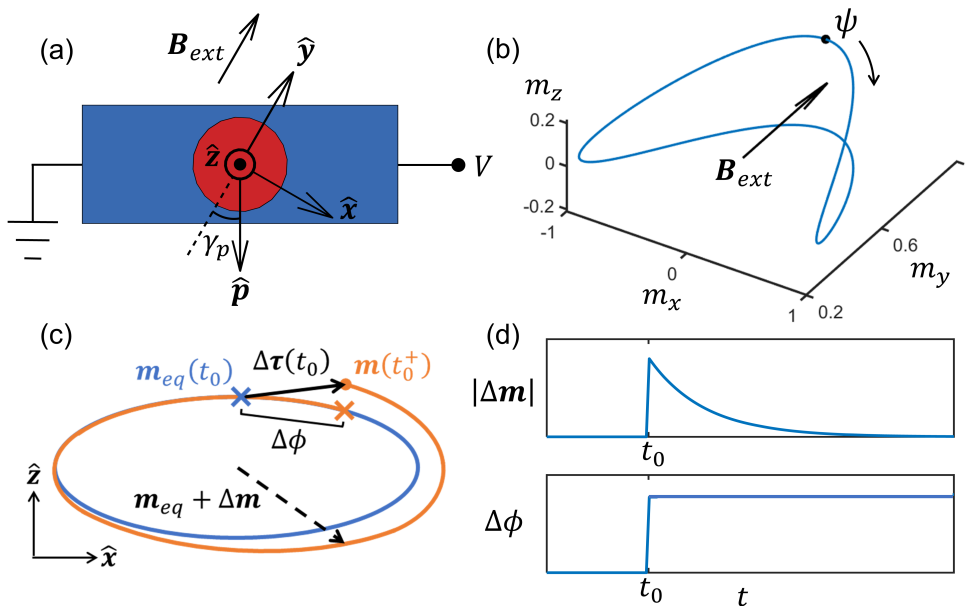 (a)
B_ext
ŷ
ẑ
V
x̂
γ_p
p̂
(b)
ψ
m_z
0.2
0
-0.2
B_ext
-1
0
1
m_x
0.2
0.6
m_y
(c)
m_eq(t_0)
Δτ(t_0)
m(t_0^+)
Δϕ
m_eq + Δm
ẑ
x̂
(d)
|Δm|
t_0
Δϕ
t_0
t